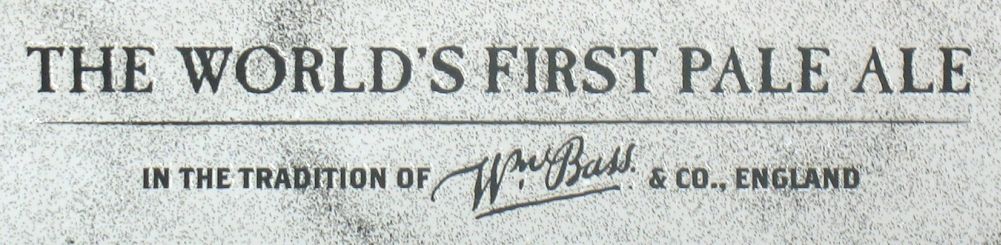 THE WORLD'S FIRST PALE ALE
IN THE TRADITION OF Wm. Bass. & CO., ENGLAND